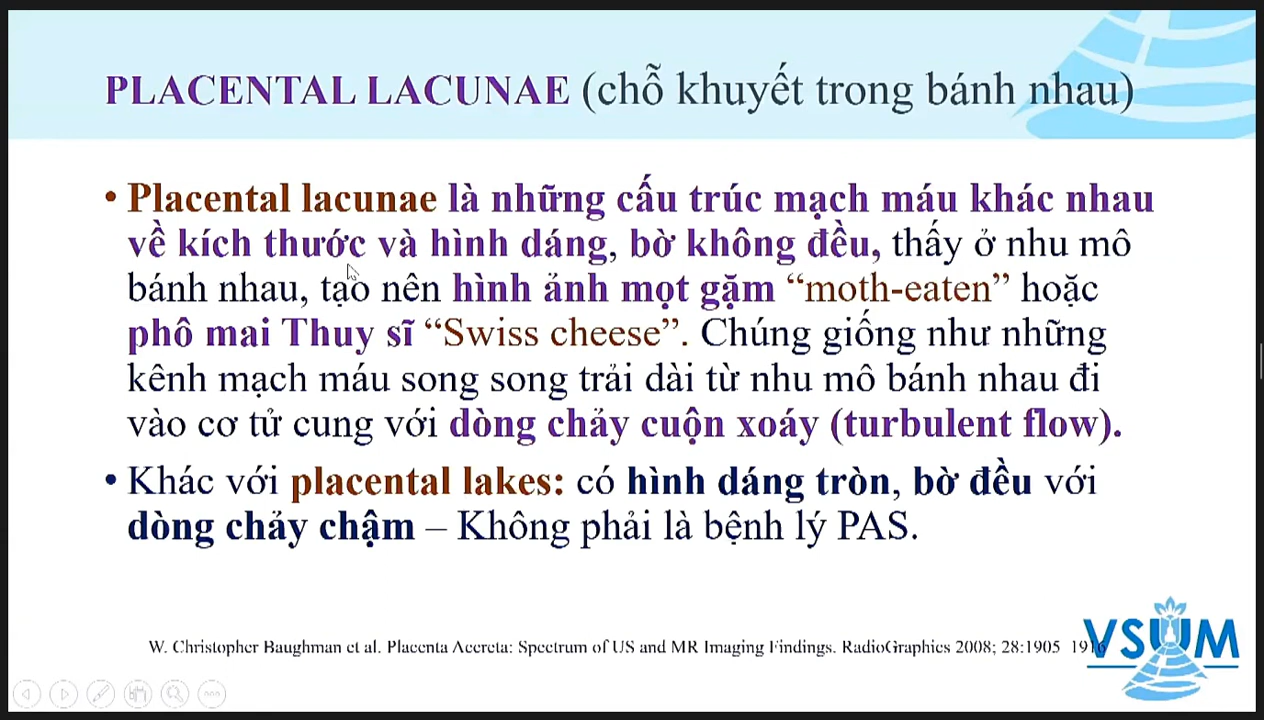 PLACENTAL LACUNAE (chỗ khuyết trong bánh nhau)
• Placental lacunae là những cấu trúc mạch máu khác nhau
về kích thước và hình dáng, bờ không đều, thấy ở nhu mô
bánh nhau, tạo nên hình ảnh mọt gặm “moth-eaten” hoặc
phô mai Thuy sĩ “Swiss cheese”. Chúng giống như những
kênh mạch máu song song trải dài từ nhu mô bánh nhau đi
vào cơ tử cung với dòng chảy cuộn xoáy (turbulent flow).
• Khác với placental lakes: có hình dáng tròn, bờ đều với
dòng chảy chậm – Không phải là bệnh lý PAS.
W. Christopher Baughman et al. Placenta Accreta: Spectrum of US and MR Imaging Findings. RadioGraphics 2008; 28:1905 1916
VSUM